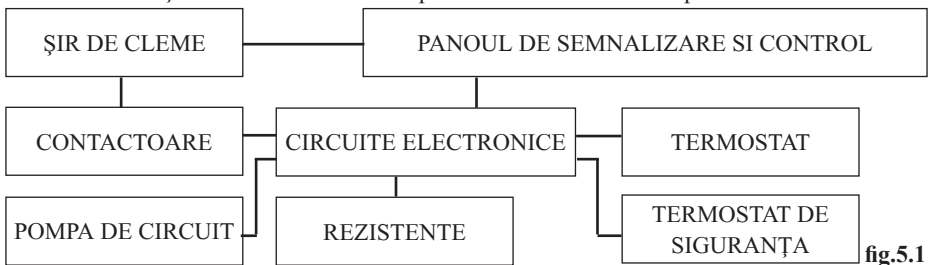 ŞIR DE CLEME
PANOUL DE SEMNALIZARE SI CONTROL
CONTACTOARE
CIRCUITE ELECTRONICE
TERMOSTAT
POMPA DE CIRCUIT
REZISTENTE
TERMOSTAT DE
SIGURANŢA
fig.5.1